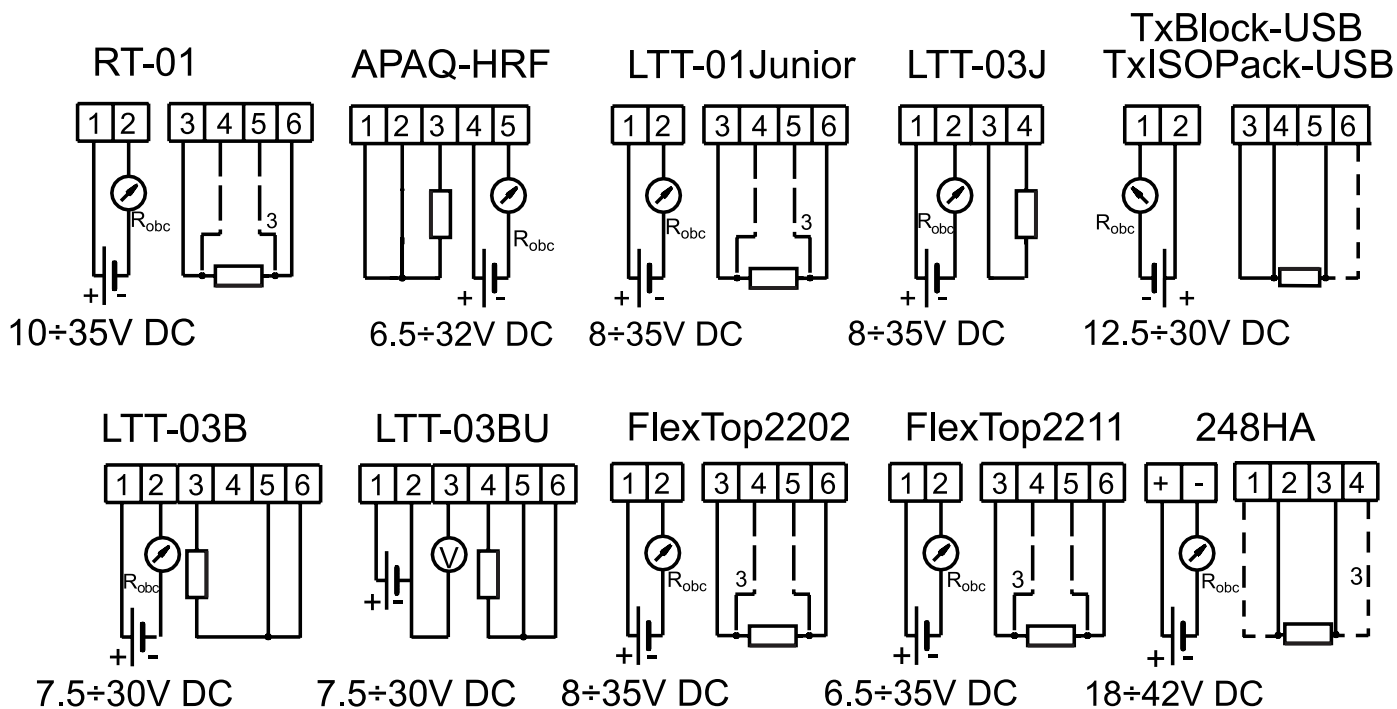 TxBlock-USB
RT-01 APAQ-HRF LTT-01Junior LTT-03J TxISOPack-USB
1 2 3 4 5 6 1 2 3 4 5 1 2 3 4 5 6 1 2 3 4 1 2 3 4 5 6
Robc 3 Robc Robc 3 Robc Robc
+ - + - + - + - - +
10÷35V DC 6.5÷32V DC 8÷35V DC 8÷35V DC 12.5÷30V DC
LTT-03B LTT-03BU FlexTop2202 FlexTop2211 248HA
1 2 3 4 5 6 1 2 3 4 5 6 1 2 3 4 5 6 1 2 3 4 5 6 + - 1 2 3 4
Robc V Robc 3 Robc 3 Robc 3
+ - + - + - + - + -
7.5÷30V DC 7.5÷30V DC 8÷35V DC 6.5÷35V DC 18÷42V DC